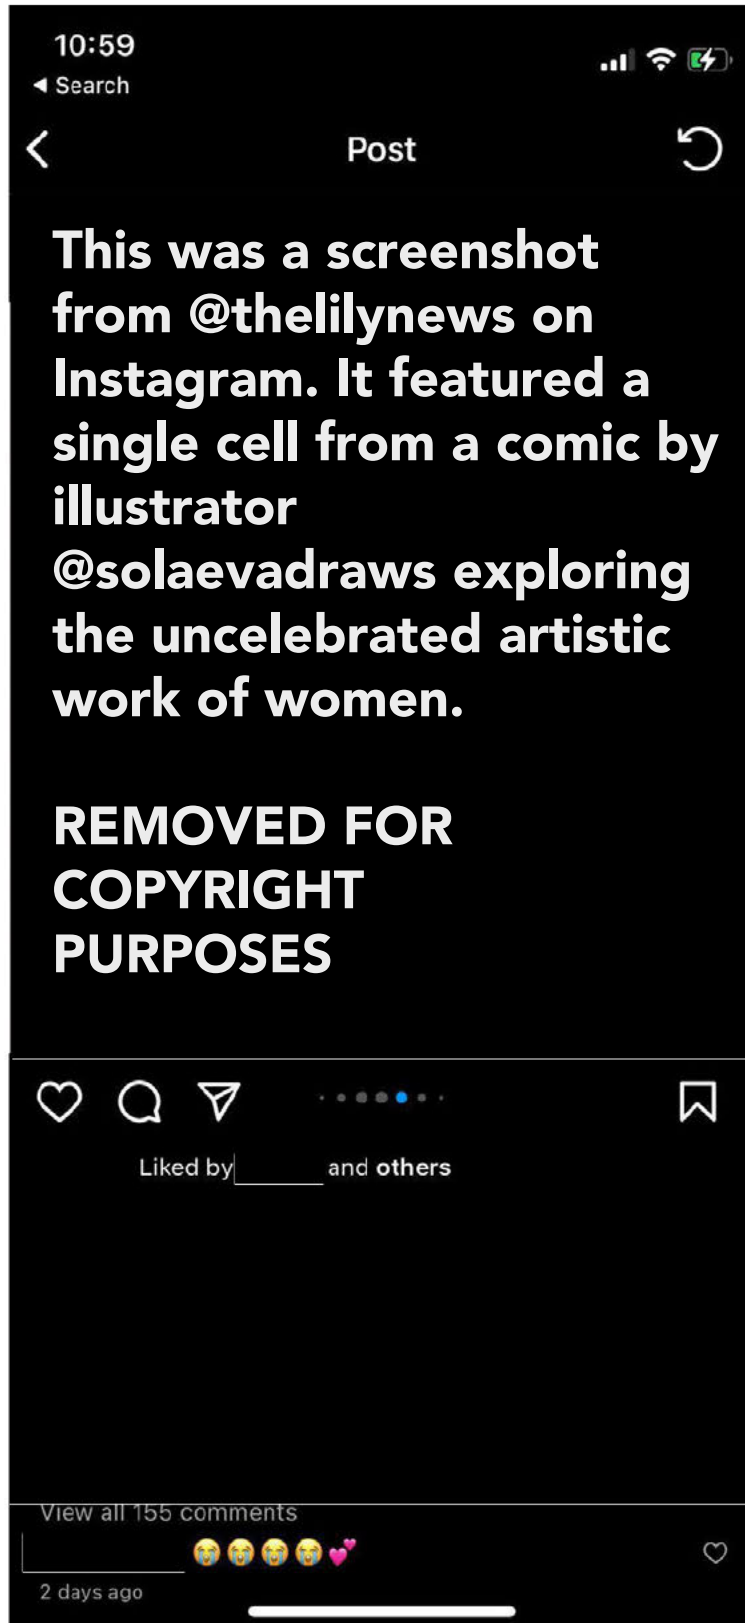 10:59
◀ Search
Post
This was a screenshot
from @thelilynews on
Instagram. It featured a
single cell from a comic by
illustrator
@solaevadraws exploring
the uncelebrated artistic
work of women.
REMOVED FOR
COPYRIGHT
PURPOSES
Liked by and others
View all 155 comments
😭😭😭😭💕
2 days ago